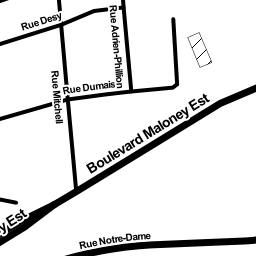 Rue Desy
Rue Adrien-Phillion
Rue Mitchell
Rue Dumais
Boulevard Maloney Est
y Est
Rue Notre-Dame